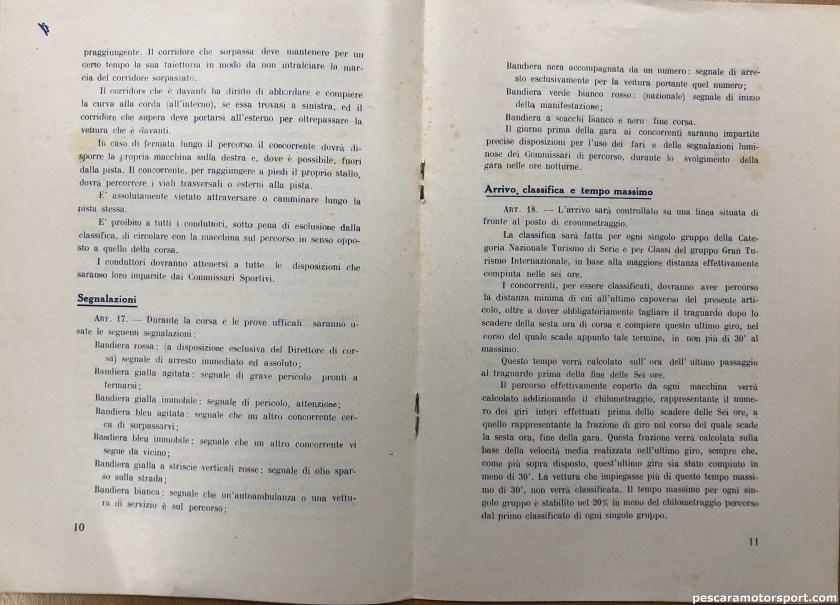 praggiungente. Il corridore che sorpassa deve mantenere per un
certo tempo la sua taiettoria in modo da non intralciare la mar-
cia del corridore sorpassato.
Il corridore che è davanti ha diritto di abbordare e compiere
la curva alla corda (all'interno), se essa trovasi a sinistra, ed il
corridore che supera deve portarsi all'esterno per oltrepassare la
vettura che è davanti.
In caso di fermata lungo il percorso il concorrente dovrà di-
sporre la propria macchina sulla destra e, dove è possibile, fuori
dalla pista. Il concorrente, per raggiungere a piedi il proprio stallo,
dovrà percorrere i viali trasversali o esterni alla pista.
E' assolutamente vietato attraversare o camminare lungo la
pista stessa.
E' proibito a tutti i conduttori, sotto pena di esclusione dalla
classifica, di circolare con la macchina sul percorso in senso oppo-
sto a quello della corsa.
I conduttori dovranno attenersi a tutte le disposizioni che
saranno loro impartite dai Commissari Sportivi.
Segnalazioni
ART. 17. — Durante la corsa e le prove ufficali saranno u-
sate le seguenti segnalazioni:
Bandiera rossa: (a disposizione esclusiva del Direttore di cor-
sa) segnale di arresto immediato ed assoluto;
Bandiera gialla agitata: segnale di grave pericolo pronti a
fermarsi;
Bandiera gialla immobile: segnale di pericolo, attenzione;
Bandiera bleu agitata: segnale che un altro concorrente cer-
ca di sorpassarvi;
Bandiera bleu immobile: segnale che un altro concorrente vi
segue da vicino;
Bandiera gialla a striscie verticali rosse: segnale di olio spar-
so sulla strada;
Bandiera bianca: segnale che un'autoambulanza o una vettu-
ra di servizio è sul percorso;
10
Bandiera nera accompagnata da un numero: segnale di arre-
sto esclusivamente per la vettura portante quel numero;
Bandiera verde bianco rosso: (nazionale) segnale di inizio
della manifestazione;
Bandiera a scacchi bianco e nero fine corsa.
Il giorno prima della gara ai concorrenti saranno impartite
precise disposizioni per l'uso dei fari e delle segnalazioni lumi-
nose dei Commissari di percorso, durante lo svolgimento della
gara nelle ore notturne.
Arrivo, classifica e tempo massimo
ART. 18. — L'arrivo sarà controllato su una linea situata di
fronte al posto di cronometraggio.
La classifica sarà fatta per ogni singolo gruppo della Cate-
goria Nazionale Turismo di Serie e per Classi del gruppo Gran Tu-
rismo Internazionale, in base alla maggiore distanza effettivamente
compiuta nelle sei ore.
I concorrenti, per essere classificati, dovranno aver percorso
la distanza minima di cui all'ultimo capoverso del presente arti-
colo, oltre a dover obbligatoriamente tagliare il traguardo dopo lo
scadere della sesta ora di corsa e compiere questo ultimo giro, nel
corso del quale scade appunto tale termine, in non più di 30' al
massimo.
Questo tempo verrà calcolato sull' ora dell' ultimo passaggio
al traguardo prima della fine delle Sei ore.
Il percorso effettivamente coperto da ogni macchina verrà
calcolato addizionando il chilometraggio, rappresentante il nume-
ro dei giri interi effettuati prima dello scadere delle Sei ore, a
quello rappresentante la frazione di giro nel corso del quale scade
la sesta ora, fine della gara. Questa frazione verrà calcolata sulla
base della velocità media realizzata nell'ultimo giro, sempre che,
come più sopra disposto, quest'ultimo giro sia stato compiuto in
meno di 30'. La vettura che impiegasse più di questo tempo massi-
mo di 30', non verrà classificata. Il tempo massimo per ogni sin-
golo gruppo è stabilito nel 20% in meno del chilometraggio percorso
dal primo classificato di ogni singolo gruppo.
11
pescaramotorsport.com